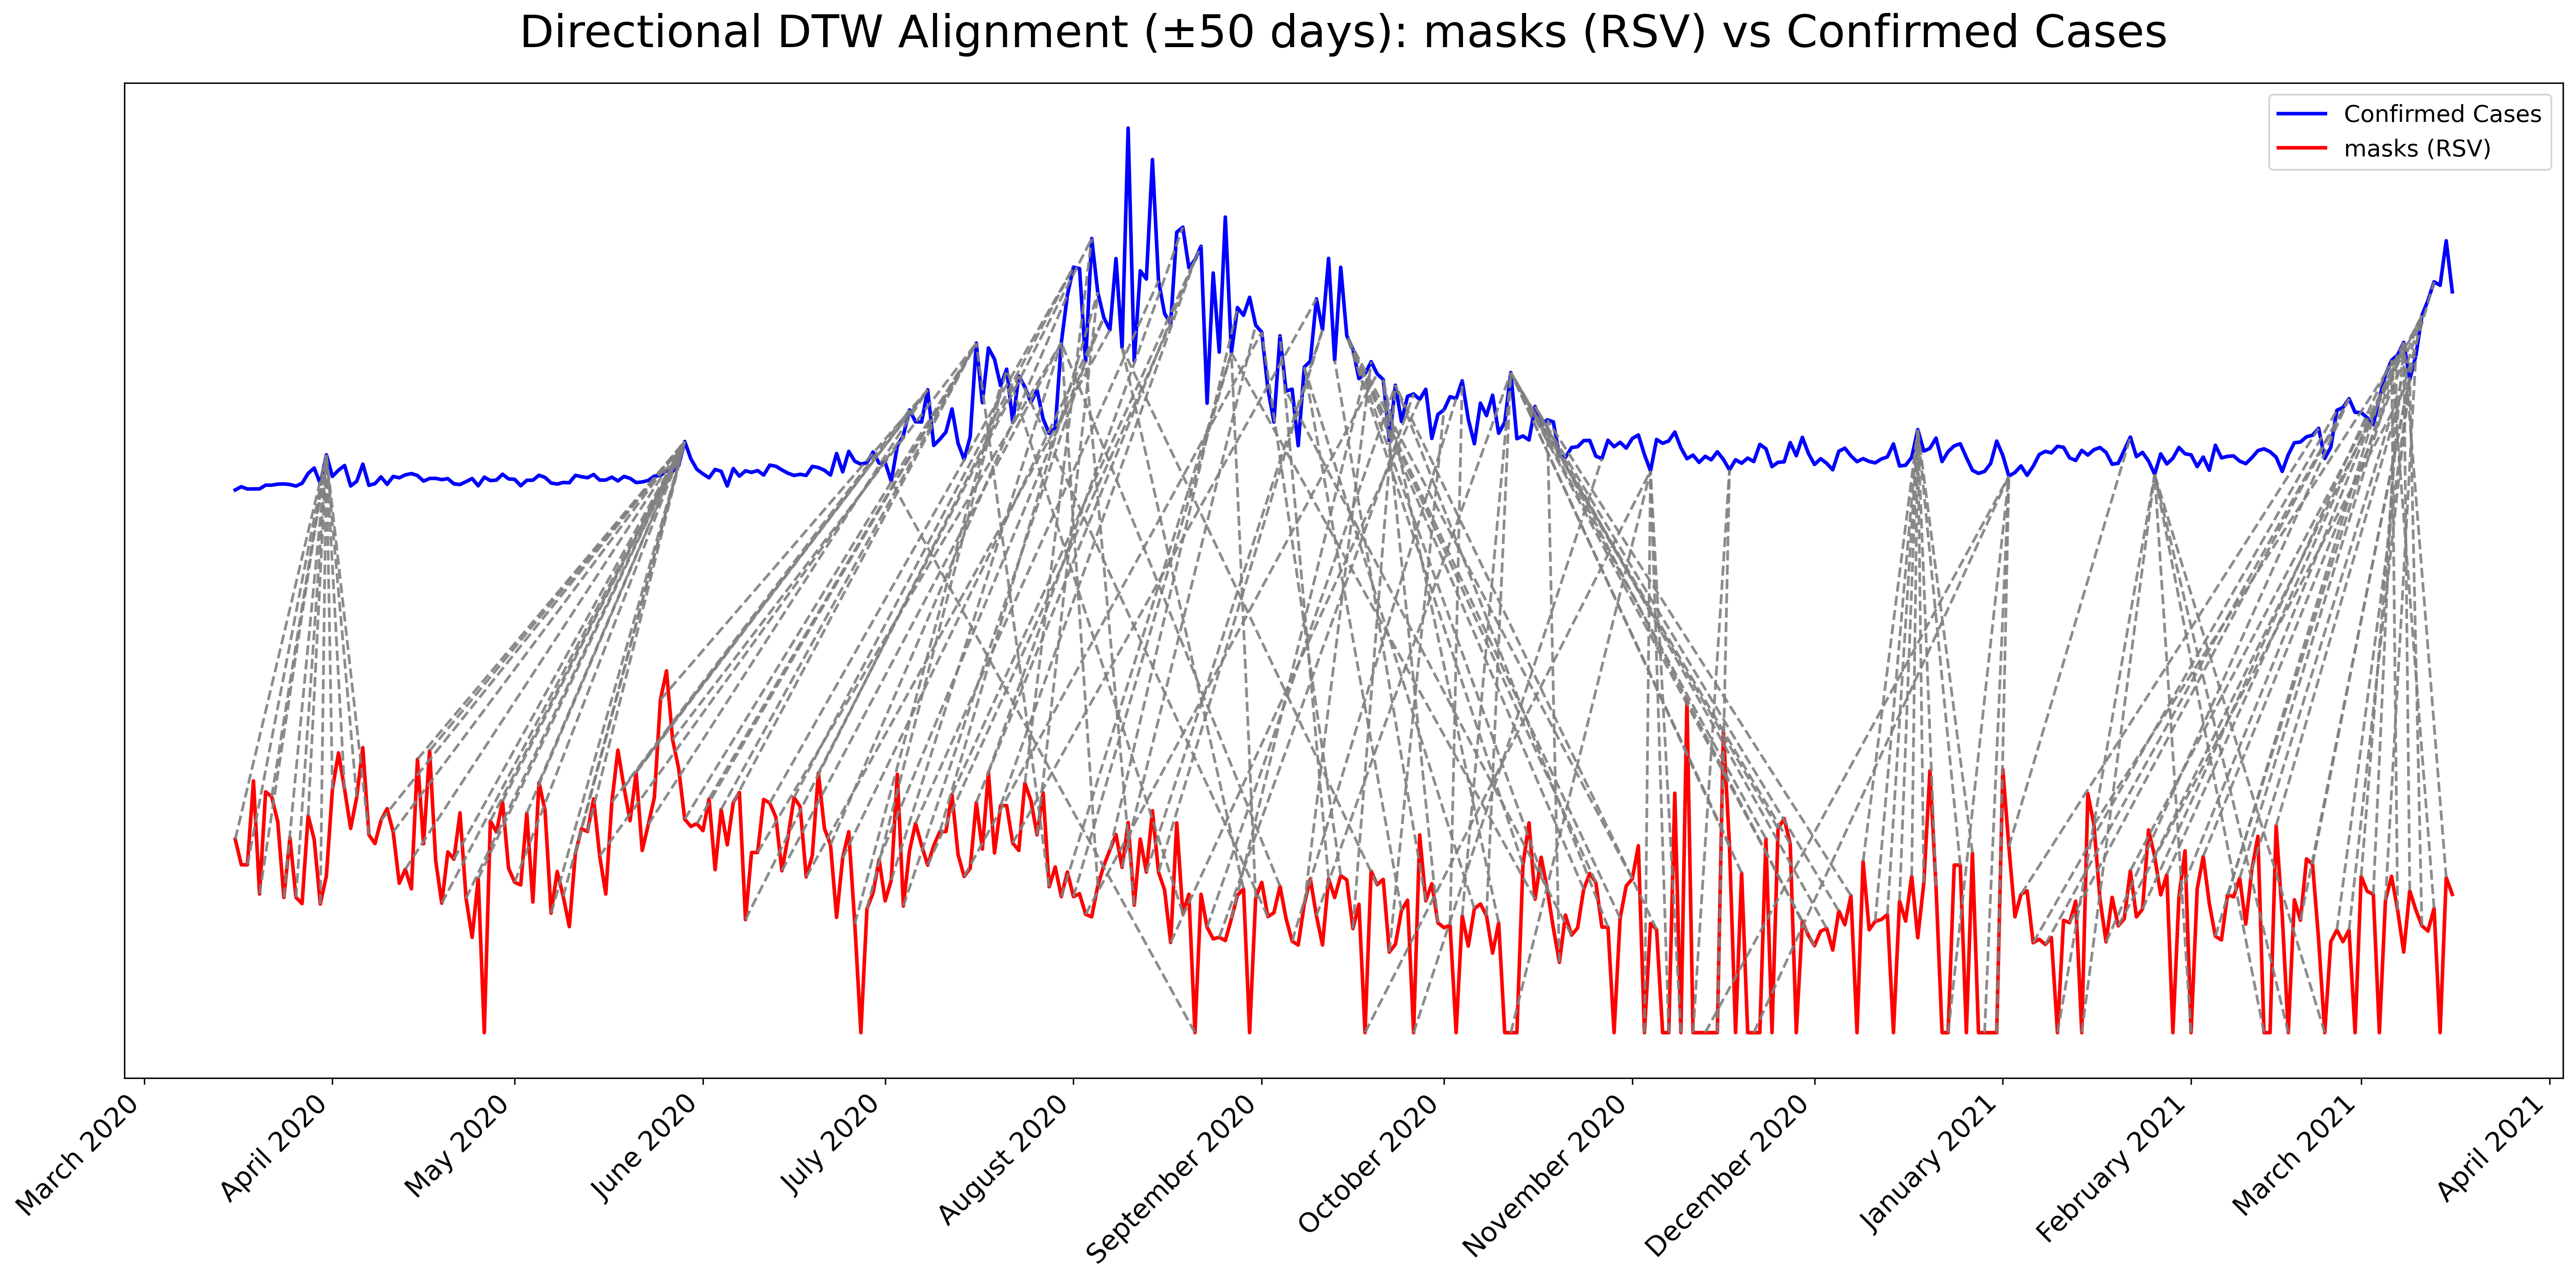 Directional DTW Alignment (±50 days): masks (RSV) vs Confirmed Cases
Confirmed Cases
masks (RSV)
March 2020
April 2020
May 2020
June 2020
July 2020
August 2020
September 2020
October 2020
November 2020
December 2020
January 2021
February 2021
March 2021
April 2021